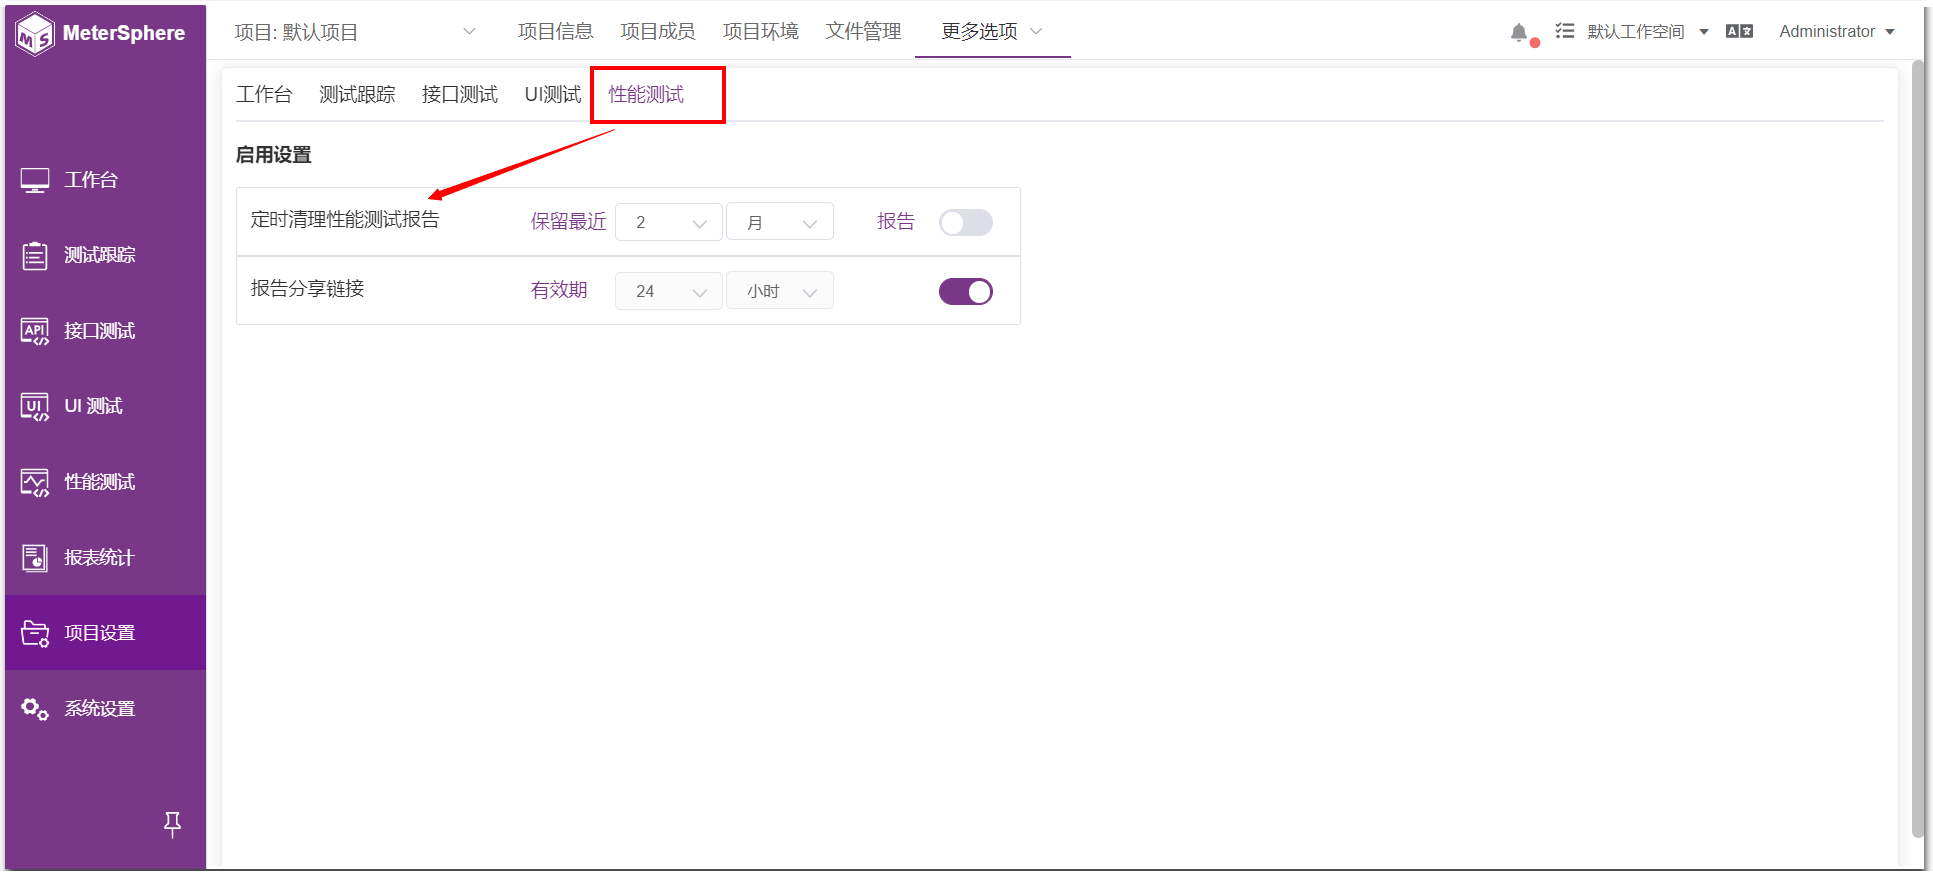 MeterSphere
项目: 默认项目 项目信息 项目成员 项目环境 文件管理 更多选项 默认工作空间 Administrator
工作台 测试跟踪 接口测试 UI测试 性能测试
启用设置
定时清理性能测试报告 保留最近 2 月 报告
报告分享链接 有效期 24 小时
工作台
测试跟踪
API 接口测试
UI UI 测试
性能测试
报表统计
项目设置
系统设置